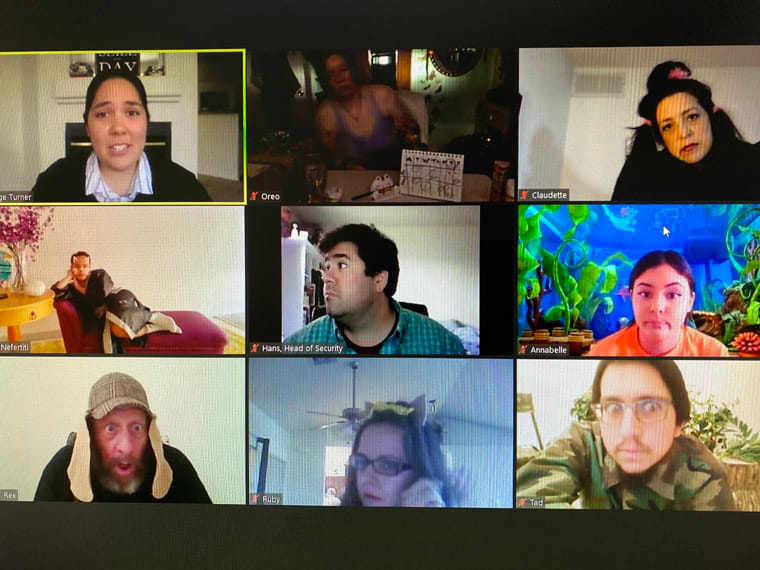 DAY
ge Turner
Oreo
Claudette
Nefertiti
Hans, Head of Security
Annabelle
Rex
Ruby
Tad